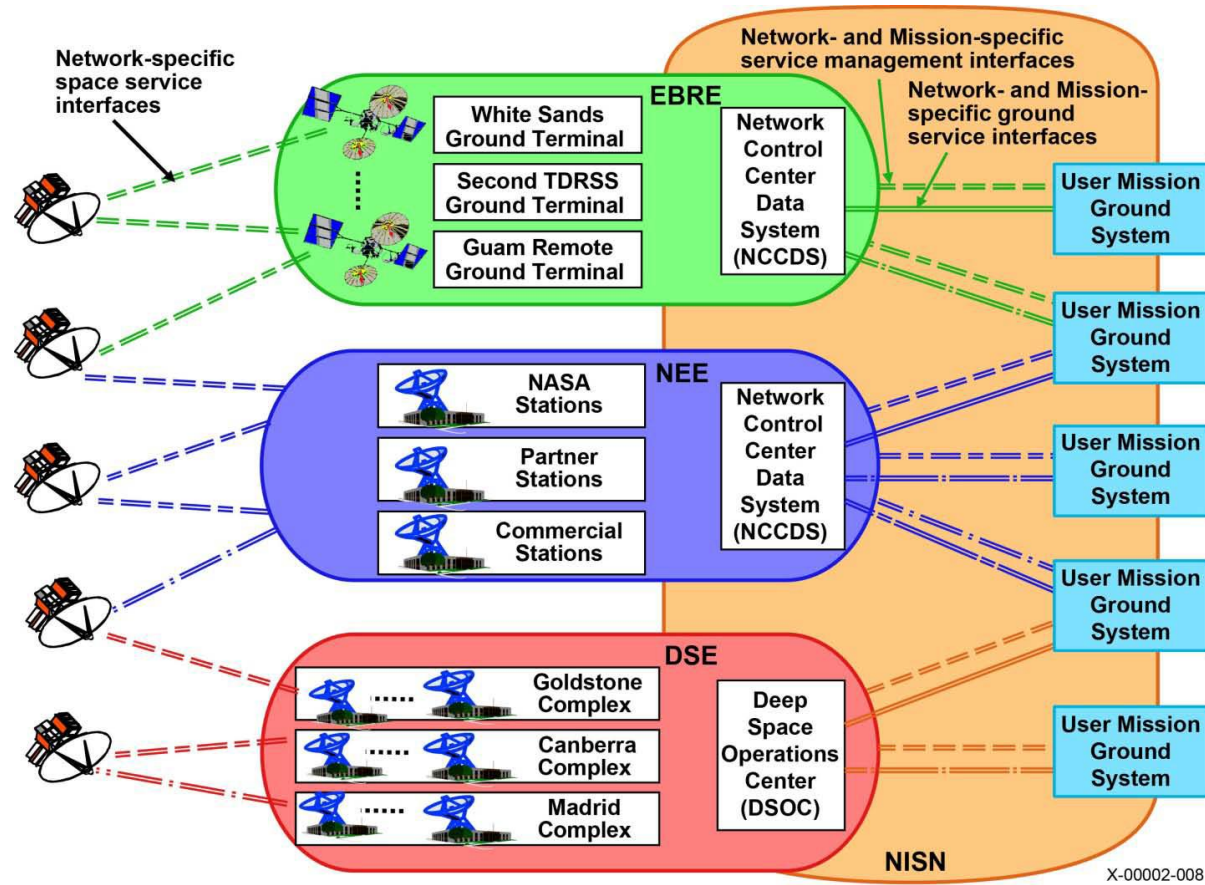 Network-specific
space service
interfaces
Network- and Mission-specific
service management interfaces
Network- and Mission-
specific ground
service interfaces
EBRE
White Sands
Ground Terminal
Second TDRSS
Ground Terminal
Guam Remote
Ground Terminal
Network
Control
Center
Data
System
(NCCDS)
User Mission
Ground
System
User Mission
Ground
System
NEE
NASA
Stations
Partner
Stations
Commercial
Stations
Network
Control
Center
Data
System
(NCCDS)
User Mission
Ground
System
User Mission
Ground
System
DSE
Goldstone
Complex
Canberra
Complex
Madrid
Complex
Deep
Space
Operations
Center
(DSOC)
User Mission
Ground
System
NISN
X-00002-008